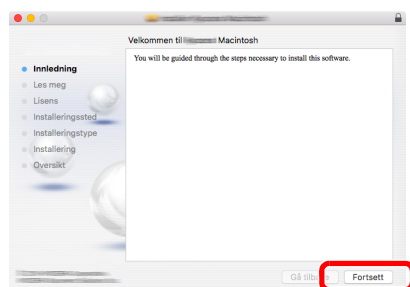 Velkommen til Macintosh
You will be guided through the steps necessary to install this software.
Innledning
Les meg
Lisens
Installeringssted
Installeringstype
Installering
Oversikt
Gå tilbake
Fortsett